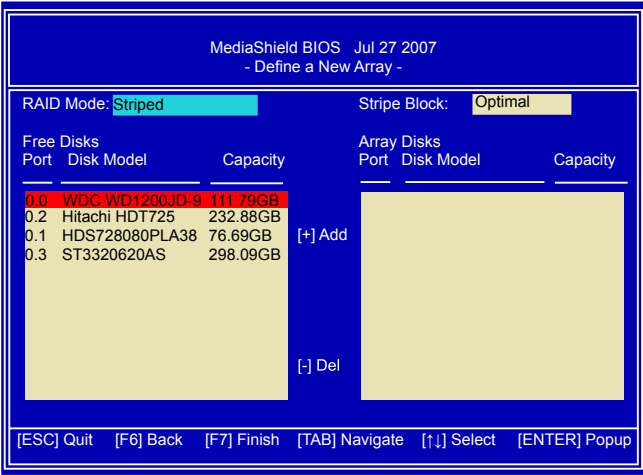 MediaShield BIOS Jul 27 2007
- Define a New Array -
RAID Mode: Striped Stripe Block: Optimal
Free Disks Array Disks
Port Disk Model Capacity Port Disk Model Capacity
0.0 WDC WD1200JD-9 111.79GB
0.2 Hitachi HDT725 232.88GB
0.1 HDS728080PLA38 76.69GB
[+] Add
0.3 ST3320620AS 298.09GB
[-] Del
[ESC] Quit [F6] Back [F7] Finish [TAB] Navigate [↑↓] Select [ENTER] Popup